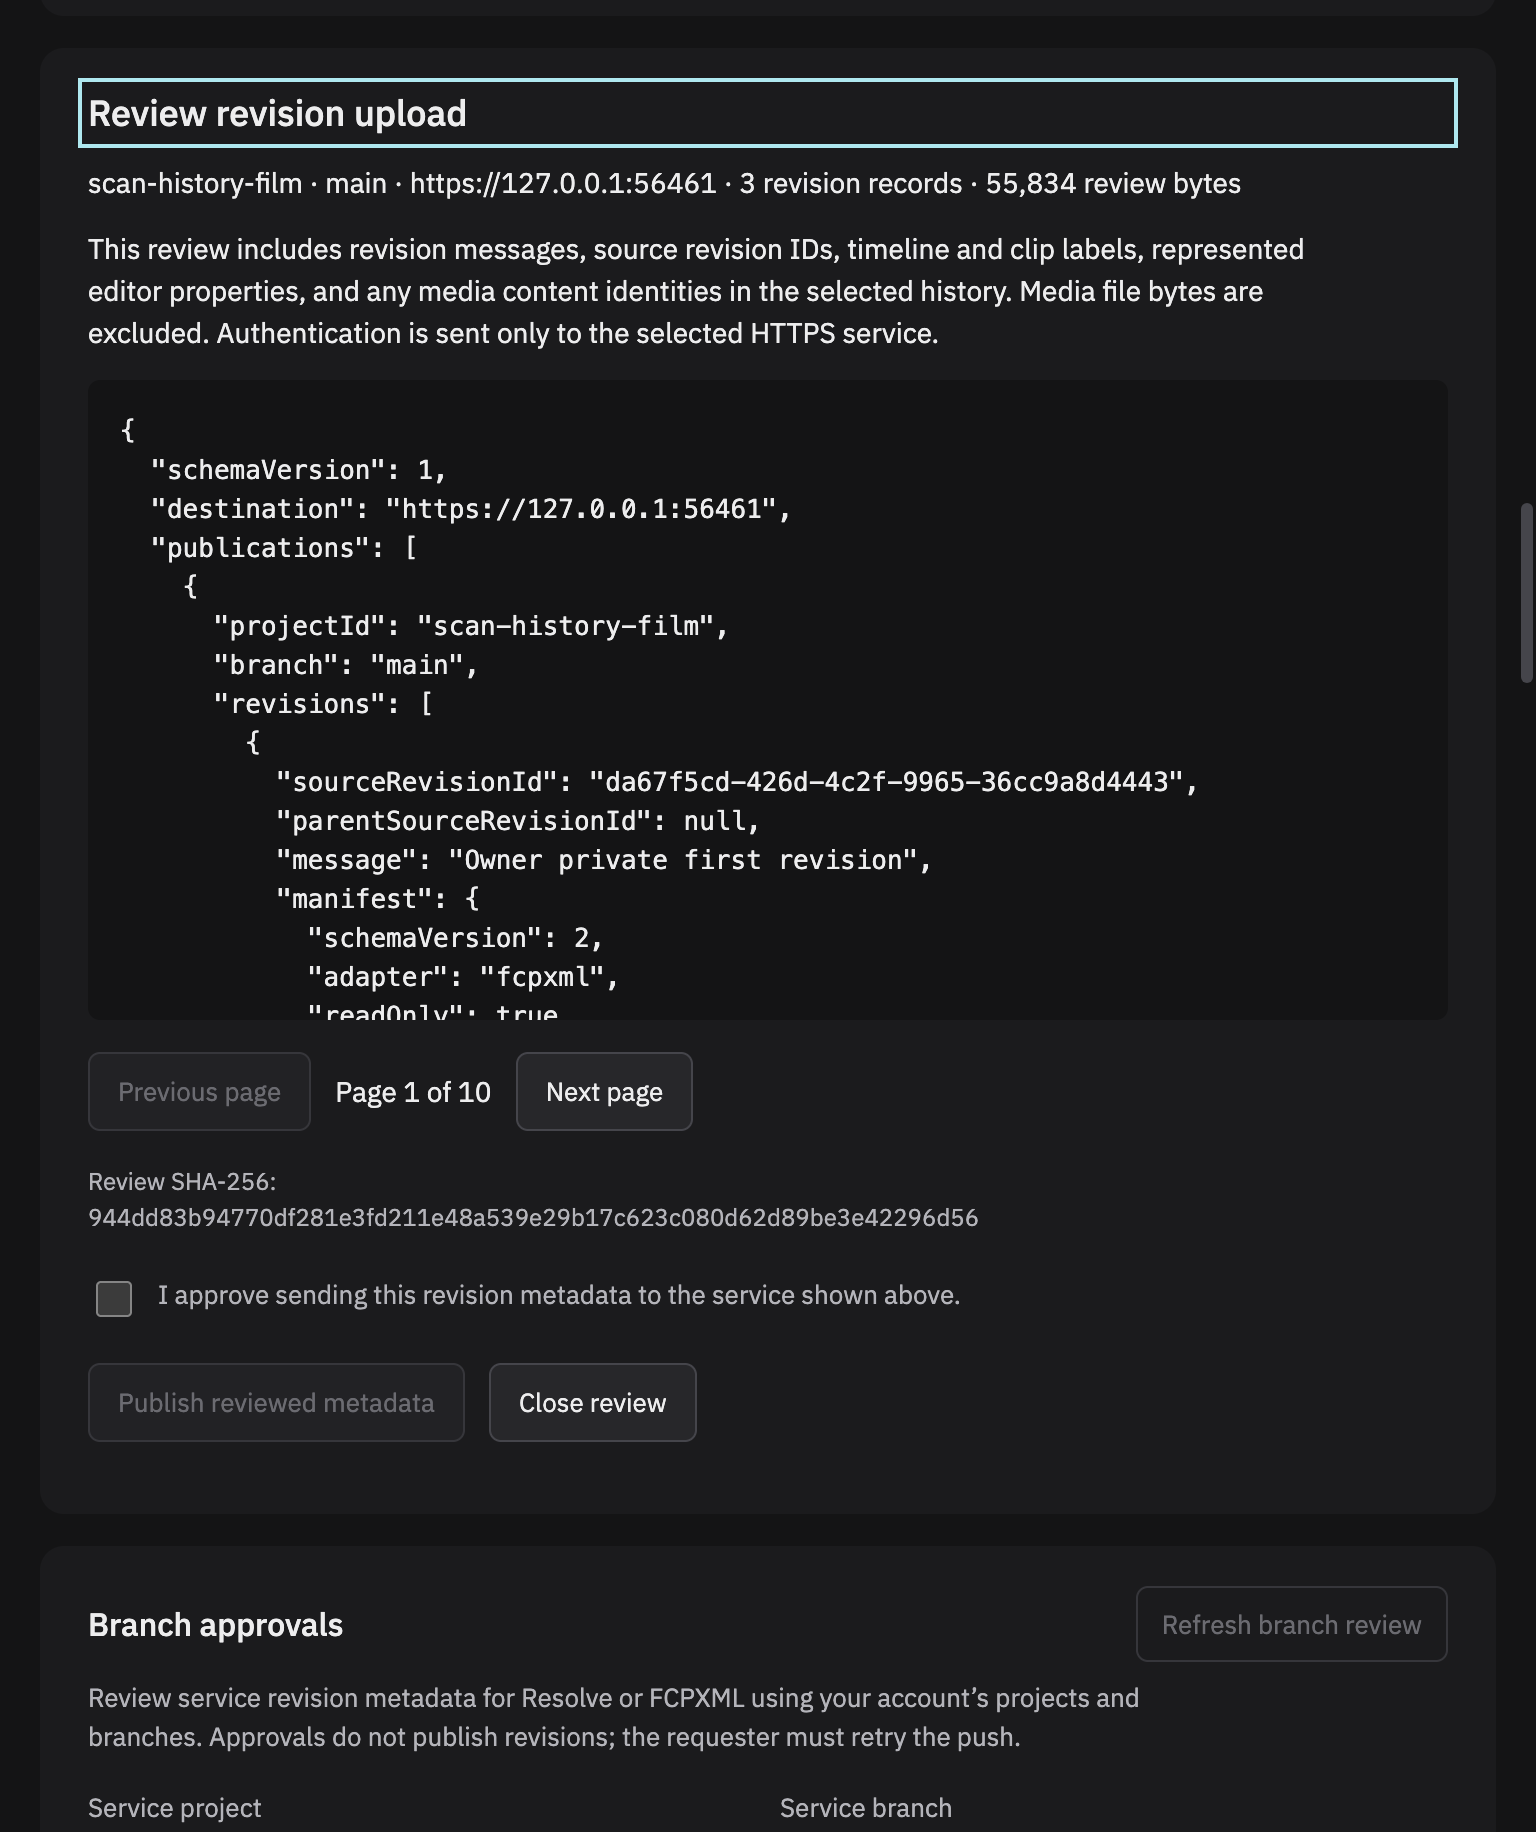 Review revision upload
scan-history-film · main · https://127.0.0.1:56461 · 3 revision records · 55,834 review bytes
This review includes revision messages, source revision IDs, timeline and clip labels, represented
editor properties, and any media content identities in the selected history. Media file bytes are
excluded. Authentication is sent only to the selected HTTPS service.
{
  "schemaVersion": 1,
  "destination": "https://127.0.0.1:56461",
  "publications": [
    {
      "projectId": "scan-history-film",
      "branch": "main",
      "revisions": [
        {
          "sourceRevisionId": "da67f5cd-426d-4c2f-9965-36cc9a8d4443",
          "parentSourceRevisionId": null,
          "message": "Owner private first revision",
          "manifest": {
            "schemaVersion": 2,
            "adapter": "fcpxml",
            "readOnly": true
Previous page
Page 1 of 10
Next page
Review SHA-256:
944dd83b94770df281e3fd211e48a539e29b17c623c080d62d89be3e42296d56
I approve sending this revision metadata to the service shown above.
Publish reviewed metadata
Close review
Branch approvals
Refresh branch review
Review service revision metadata for Resolve or FCPXML using your account’s projects and
branches. Approvals do not publish revisions; the requester must retry the push.
Service project
Service branch